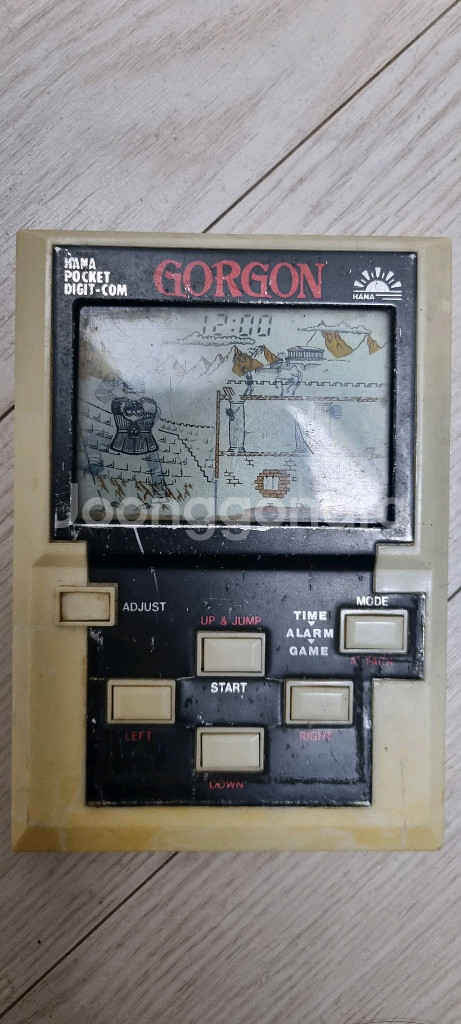 HANA
POCKET
DIGIT-COM
GORGON
HANA
12:00
Joonggonara
ADJUST
UP & JUMP
TIME
ALARM
GAME
MODE
ATTACK
START
LEFT
RIGHT
DOWN